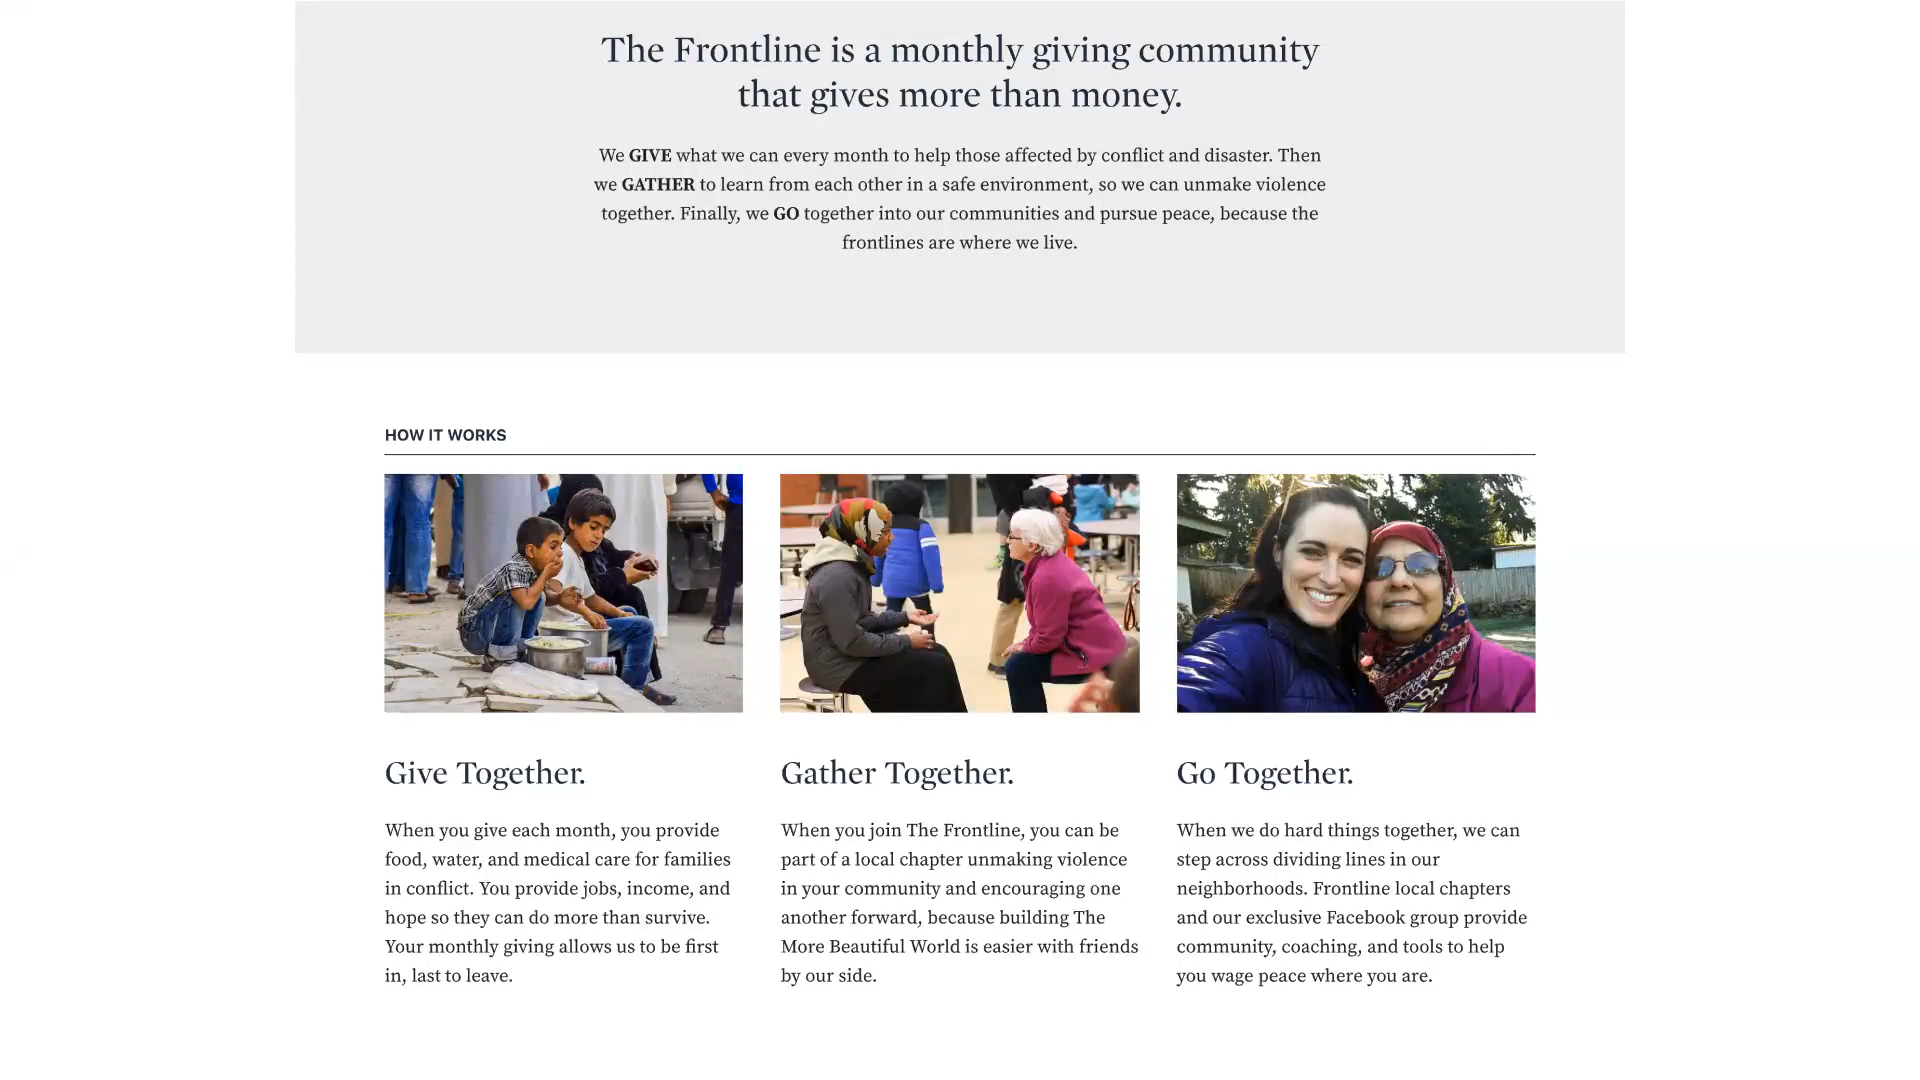 The Frontline is a monthly giving community
that gives more than money.
We GIVE what we can every month to help those affected by conflict and disaster. Then
we GATHER to learn from each other in a safe environment, so we can unmake violence
together. Finally, we GO together into our communities and pursue peace, because the
frontlines are where we live.
HOW IT WORKS
Give Together.
When you give each month, you provide
food, water, and medical care for families
in conflict. You provide jobs, income, and
hope so they can do more than survive.
Your monthly giving allows us to be first
in, last to leave.
Gather Together.
When you join The Frontline, you can be
part of a local chapter unmaking violence
in your community and encouraging one
another forward, because building The
More Beautiful World is easier with friends
by our side.
Go Together.
When we do hard things together, we can
step across dividing lines in our
neighborhoods. Frontline local chapters
and our exclusive Facebook group provide
community, coaching, and tools to help
you wage peace where you are.